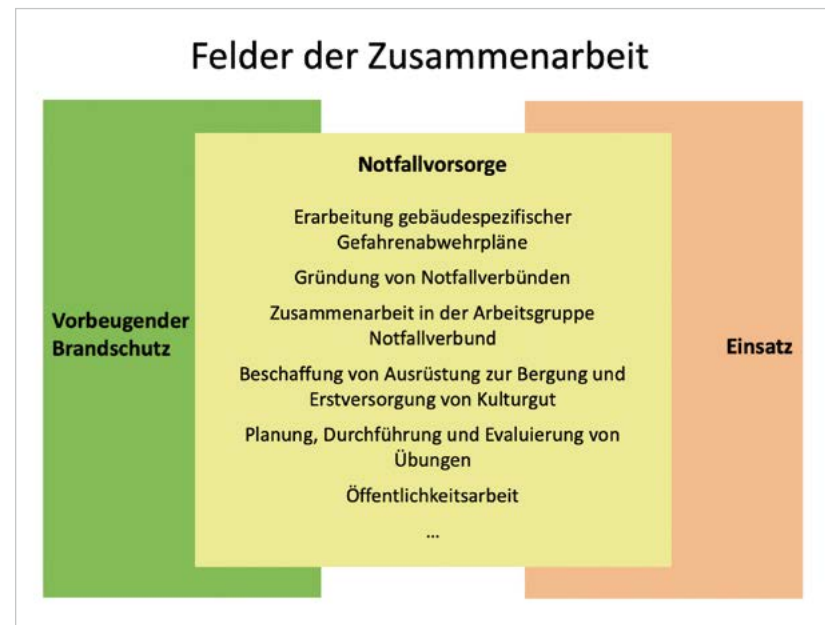 Felder der Zusammenarbeit
Vorbeugender
Brandschutz
Notfallvorsorge
Erarbeitung gebäudespezifischer
Gefahrenabwehrpläne
Gründung von Notfallverbünden
Zusammenarbeit in der Arbeitsgruppe
Notfallverbund
Beschaffung von Ausrüstung zur Bergung und
Erstversorgung von Kulturgut
Planung, Durchführung und Evaluierung von
Übungen
Öffentlichkeitsarbeit
...
Einsatz